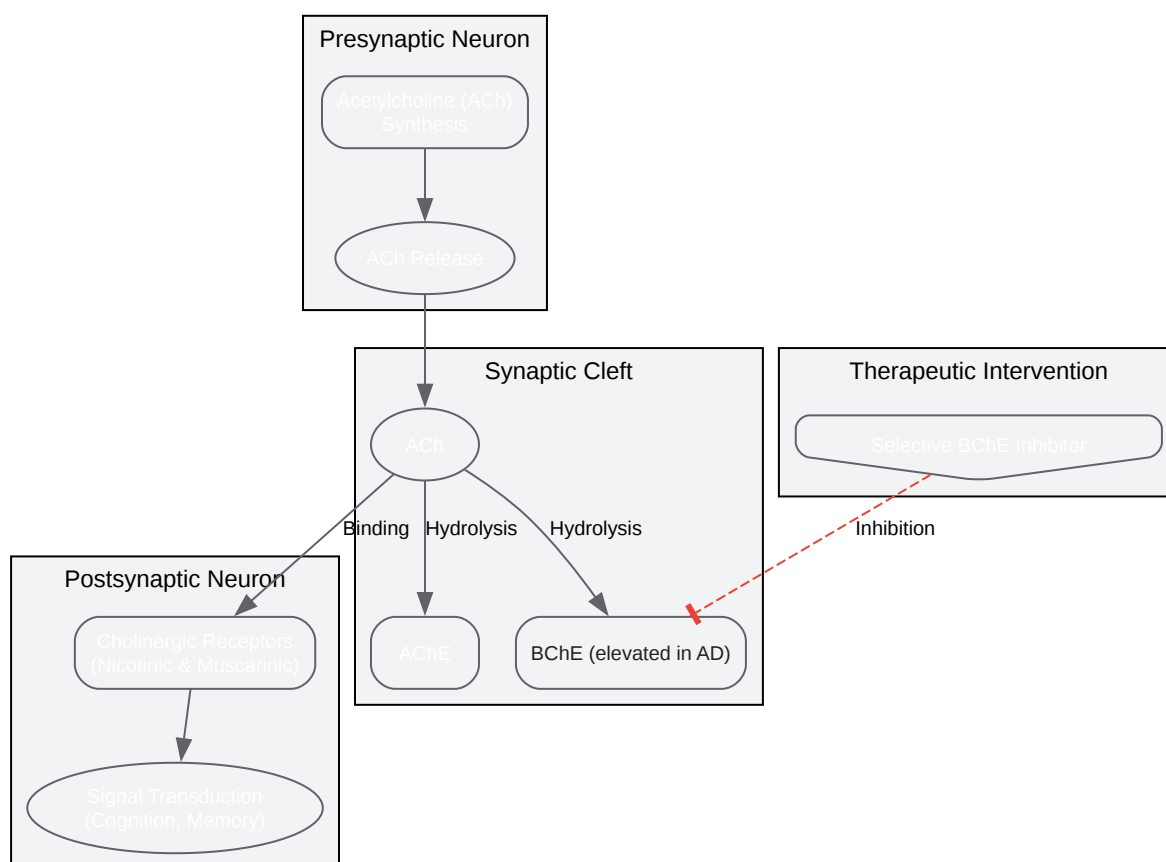 Presynaptic Neuron
Acetylcholine (ACh)
Synthesis
ACh Release
Synaptic Cleft
ACh
Binding
Hydrolysis
Hydrolysis
AChE
BChE (elevated in AD)
Therapeutic Intervention
Selective BChE Inhibitor
Inhibition
Postsynaptic Neuron
Cholinergic Receptors
(Nicotinic & Muscarinic)
Signal Transduction
(Cognition, Memory)